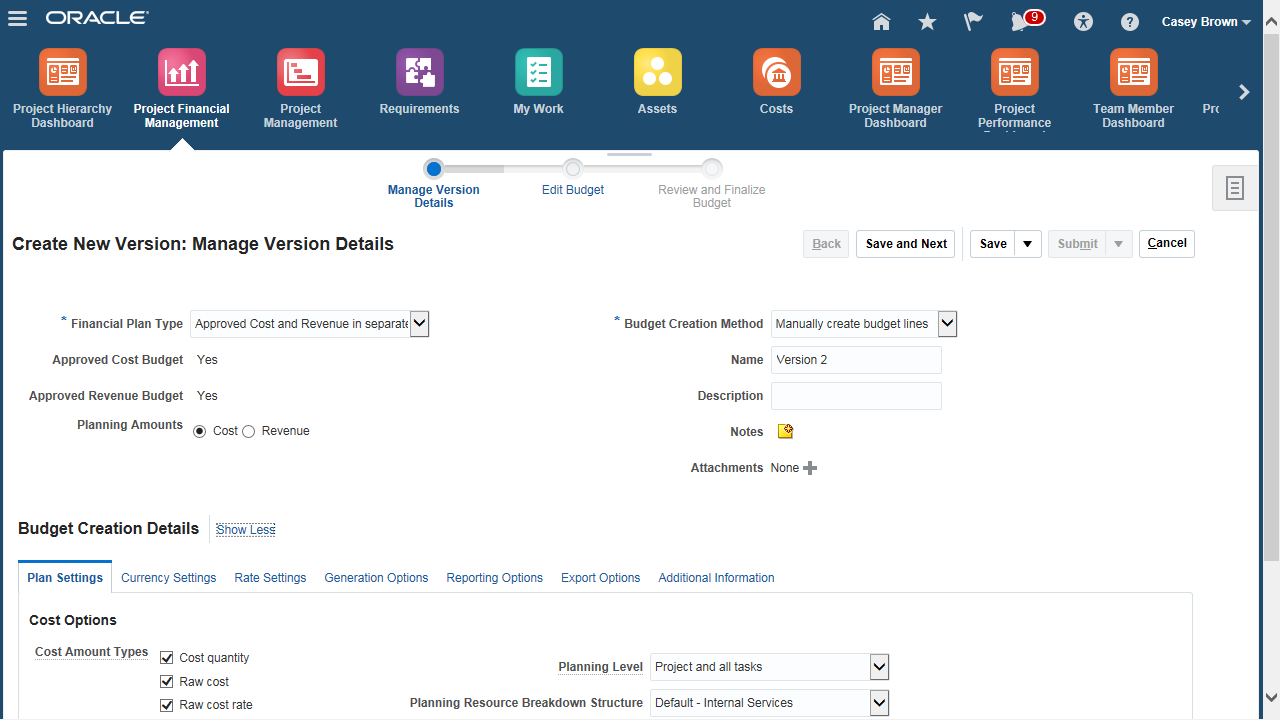 ORACLE
9
Casey Brown
Project Hierarchy Dashboard
Project Financial Management
Project Management
Requirements
My Work
Assets
Costs
Project Manager Dashboard
Project Performance
Team Member Dashboard
Manage Version Details
Edit Budget
Review and Finalize Budget
Create New Version: Manage Version Details
Back
Save and Next
Save
Submit
Cancel
* Financial Plan Type
Approved Cost and Revenue in separate
* Budget Creation Method
Manually create budget lines
Approved Cost Budget
Yes
Name
Version 2
Approved Revenue Budget
Yes
Description
Planning Amounts
Cost
Revenue
Notes
Attachments
None
Budget Creation Details
Show Less
Plan Settings
Currency Settings
Rate Settings
Generation Options
Reporting Options
Export Options
Additional Information
Cost Options
Cost Amount Types
Cost quantity
Raw cost
Raw cost rate
Planning Level
Project and all tasks
Planning Resource Breakdown Structure
Default - Internal Services